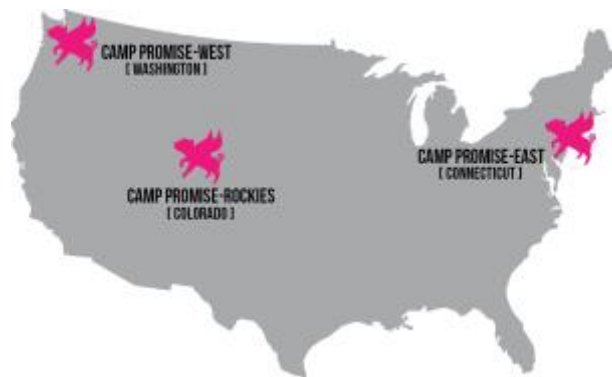 CAMP PROMISE-WEST
[ WASHINGTON ]
CAMP PROMISE-ROCKIES
[ COLORADO ]
CAMP PROMISE-EAST
[ CONNECTICUT ]